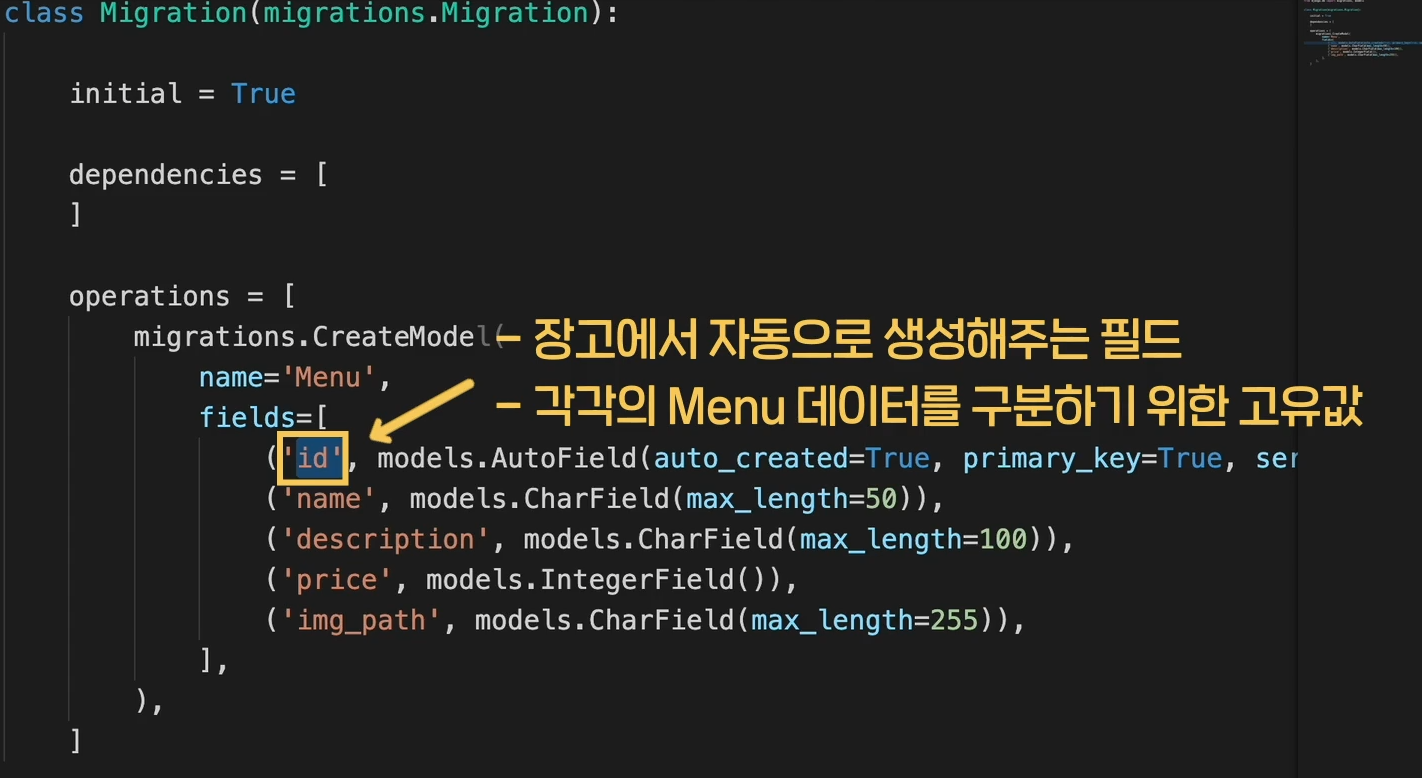 class Migration(migrations.Migration):
initial = True
dependencies = [
]
operations = [
migrations.CreateModel(
- 장고에서 자동으로 생성해주는 필드
name='Menu',
- 각각의 Menu 데이터를 구분하기 위한 고유값
fields=[
('id', models.AutoField(auto_created=True, primary_key=True, ser
('name', models.CharField(max_length=50)),
('description', models.CharField(max_length=100)),
('price', models.IntegerField()),
('img_path', models.CharField(max_length=255)),
],
),
]